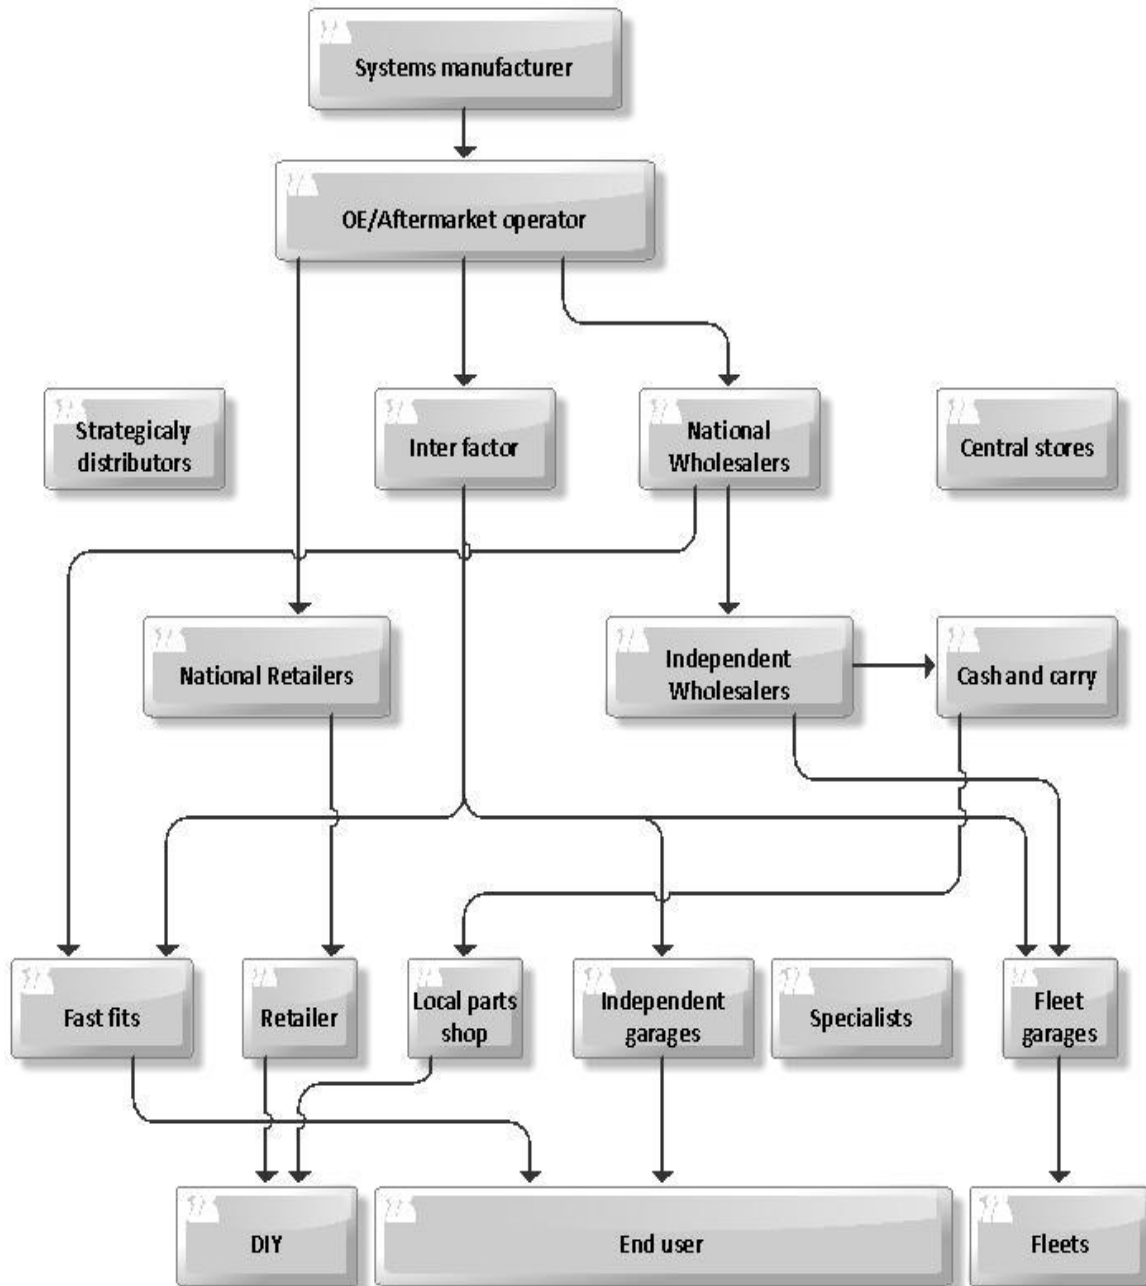 Systems manufacturer
OE/Aftermarket operator
Strategicaly
distributors
Inter factor
National
Wholesalers
Central stores
National Retailers
Independent
Wholesalers
Cash and carry
Fast fits
Retailer
Local parts
shop
Independent
garages
Specialists
Fleet
garages
DIY
End user
Fleets